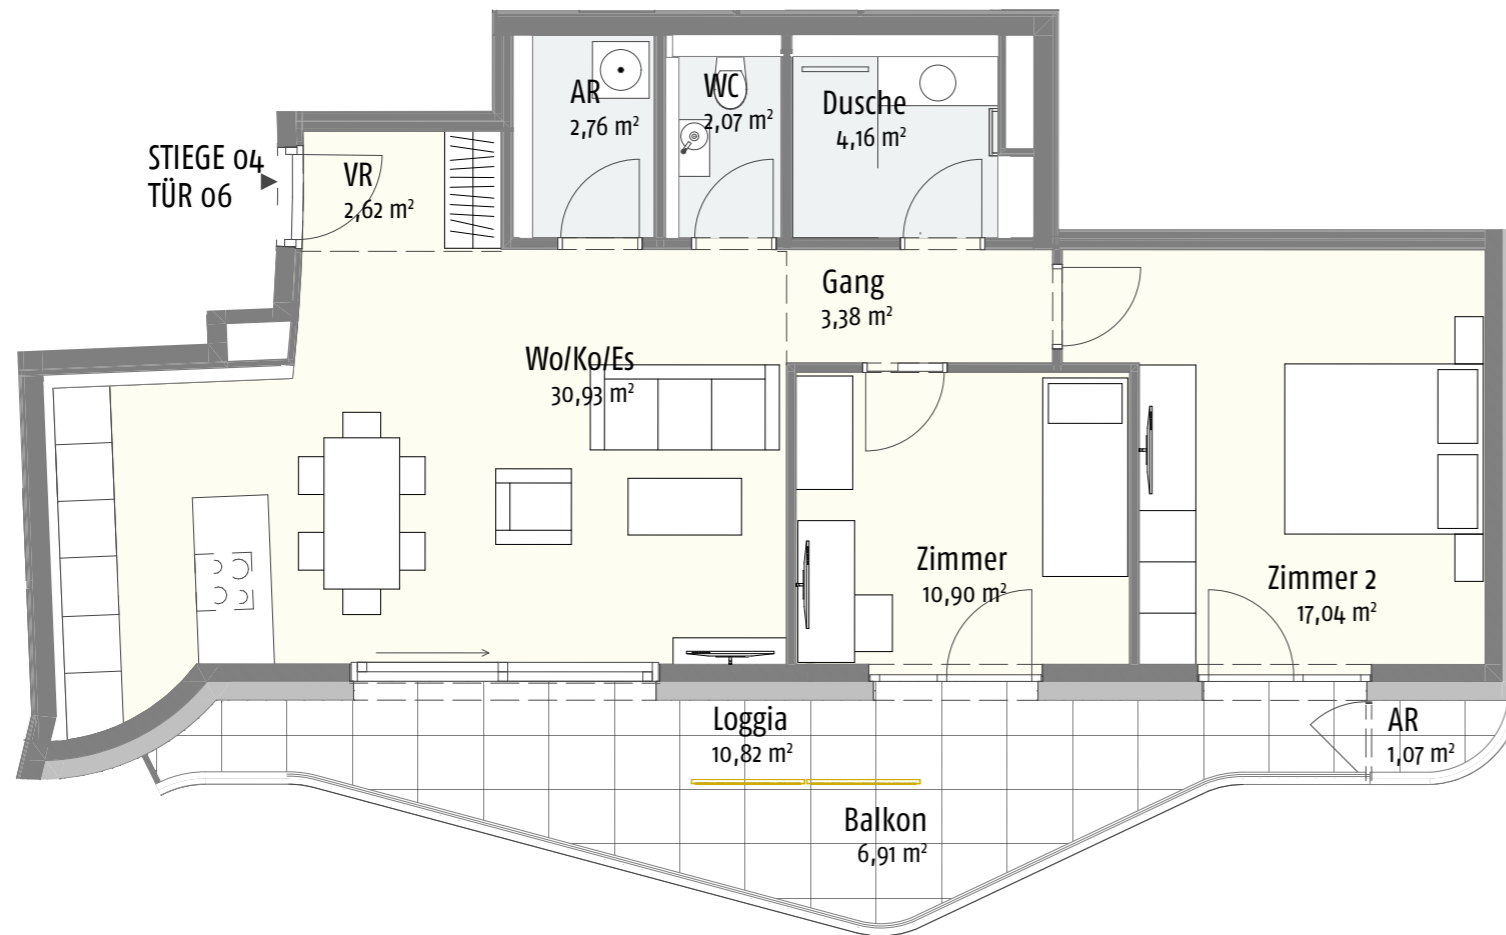 AR
2,76 m²
WC
2,07 m²
Dusche
4,16 m²
STIEGE 04
TÜR 06
VR
2,62 m²
Gang
3,38 m²
Wo/Ko/Es
30,93 m²
Zimmer
10,90 m²
Zimmer 2
17,04 m²
Loggia
10,82 m²
AR
1,07 m²
Balkon
6,91 m²